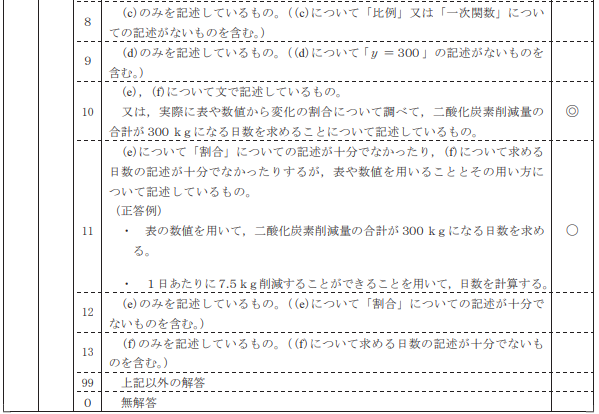 8　(c)のみを記述しているもの。((c)について「比例」又は「一次関数」につい
ての記述がないものを含む。)
9　(d)のみを記述しているもの。((d)について「y ＝300」の記述がないものを
含む。)
(e)，(f)について文で記述しているもの。
10　又は，実際に表や数値から変化の割合について調べて，二酸化炭素削減量の　◎
合計が 300 ｋｇになる日数を求めることについて記述しているもの。
(e)について「割合」についての記述が十分でなかったり，(f)について求める
日数の記述が十分でなかったりするが，表や数値を用いることとその用い方に
ついて記述しているもの。
（正答例）
11　・　表の数値を用いて，二酸化炭素削減量の合計が 300 ｋｇになる日数を求め　○
る。
・　１日あたりに 7.5ｋｇ削減することができることを用いて，日数を計算する。
12　(e)のみを記述しているもの。((e)について「割合」についての記述が十分で
ないものを含む。)
13　(f)のみを記述しているもの。((f)について求める日数の記述が十分でないも
のを含む。)
99　上記以外の解答
0　無解答